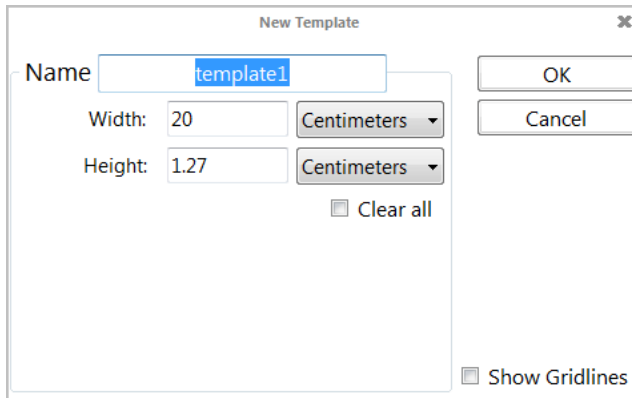 New Template
Name template1
OK
Width: 20 Centimeters
Cancel
Height: 1.27 Centimeters
Clear all
Show Gridlines